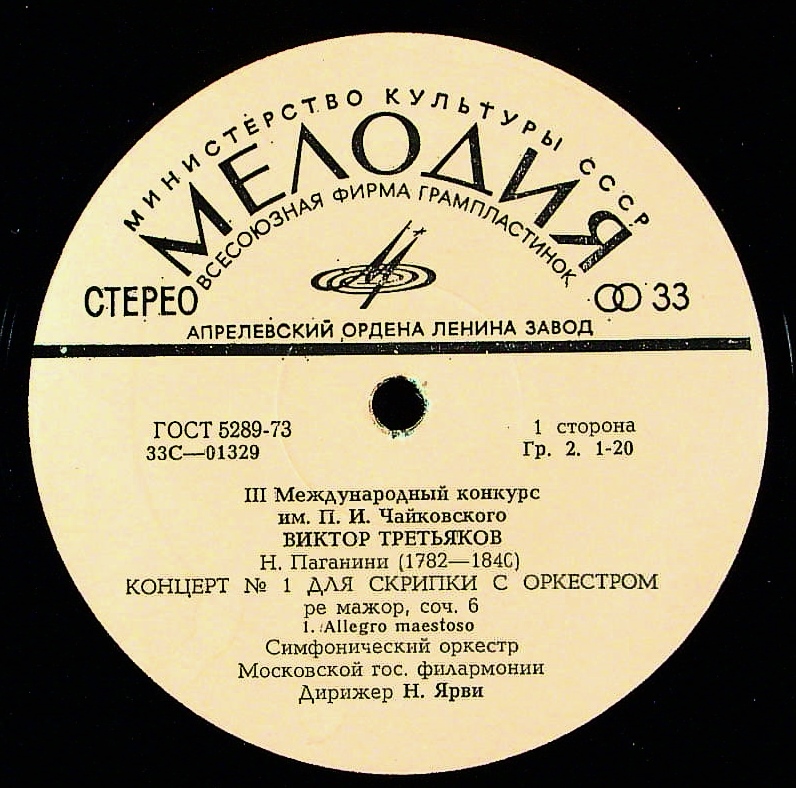 МИНИСТЕРСТВО КУЛЬТУРЫ СССР
МЕЛОДИЯ
ВСЕСОЮЗНАЯ ФИРМА ГРАМПЛАСТИНОК
СТЕРЕО
33
АПРЕЛЕВСКИЙ ОРДЕНА ЛЕНИНА ЗАВОД
ГОСТ 5289-73
1 сторона
33С—01329
Гр. 2. 1-20
III Международный конкурс
им. П. И. Чайковского
ВИКТОР ТРЕТЬЯКОВ
Н. Паганини (1782—1840)
КОНЦЕРТ № 1 ДЛЯ СКРИПКИ С ОРКЕСТРОМ
ре мажор, соч. 6
1. Allegro maestoso
Симфонический оркестр
Московской гос. филармонии
Дирижер Н. Ярви